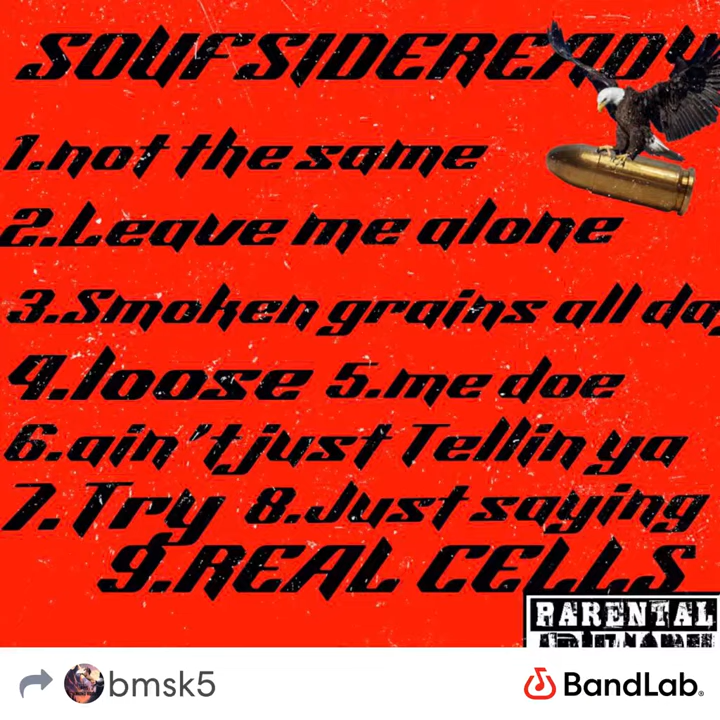 SOUFSIDEREADY
1.not the same
2.Leave me alone
3.Smoken grains all da
4.loose 5.me doe
6.ain't just Tellin ya
7.Try 8.Just saying
9.REAL CELLS
PARENTAL
bmsk5
BandLab®